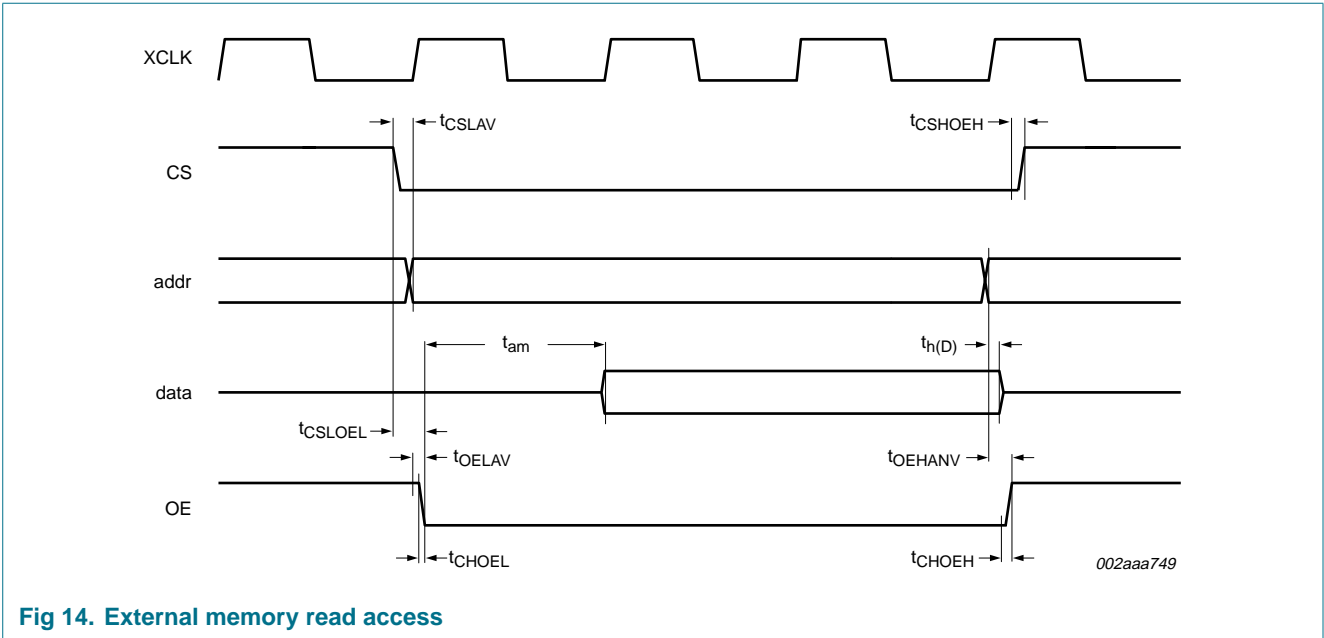 XCLK
tCSLAV
tCSHOEH
CS
addr
tam
th(D)
data
tCSLOEL
tOELAV
tOEHANV
OE
tCHOEL
tCHOEH
002aaa749
Fig 14. External memory read access